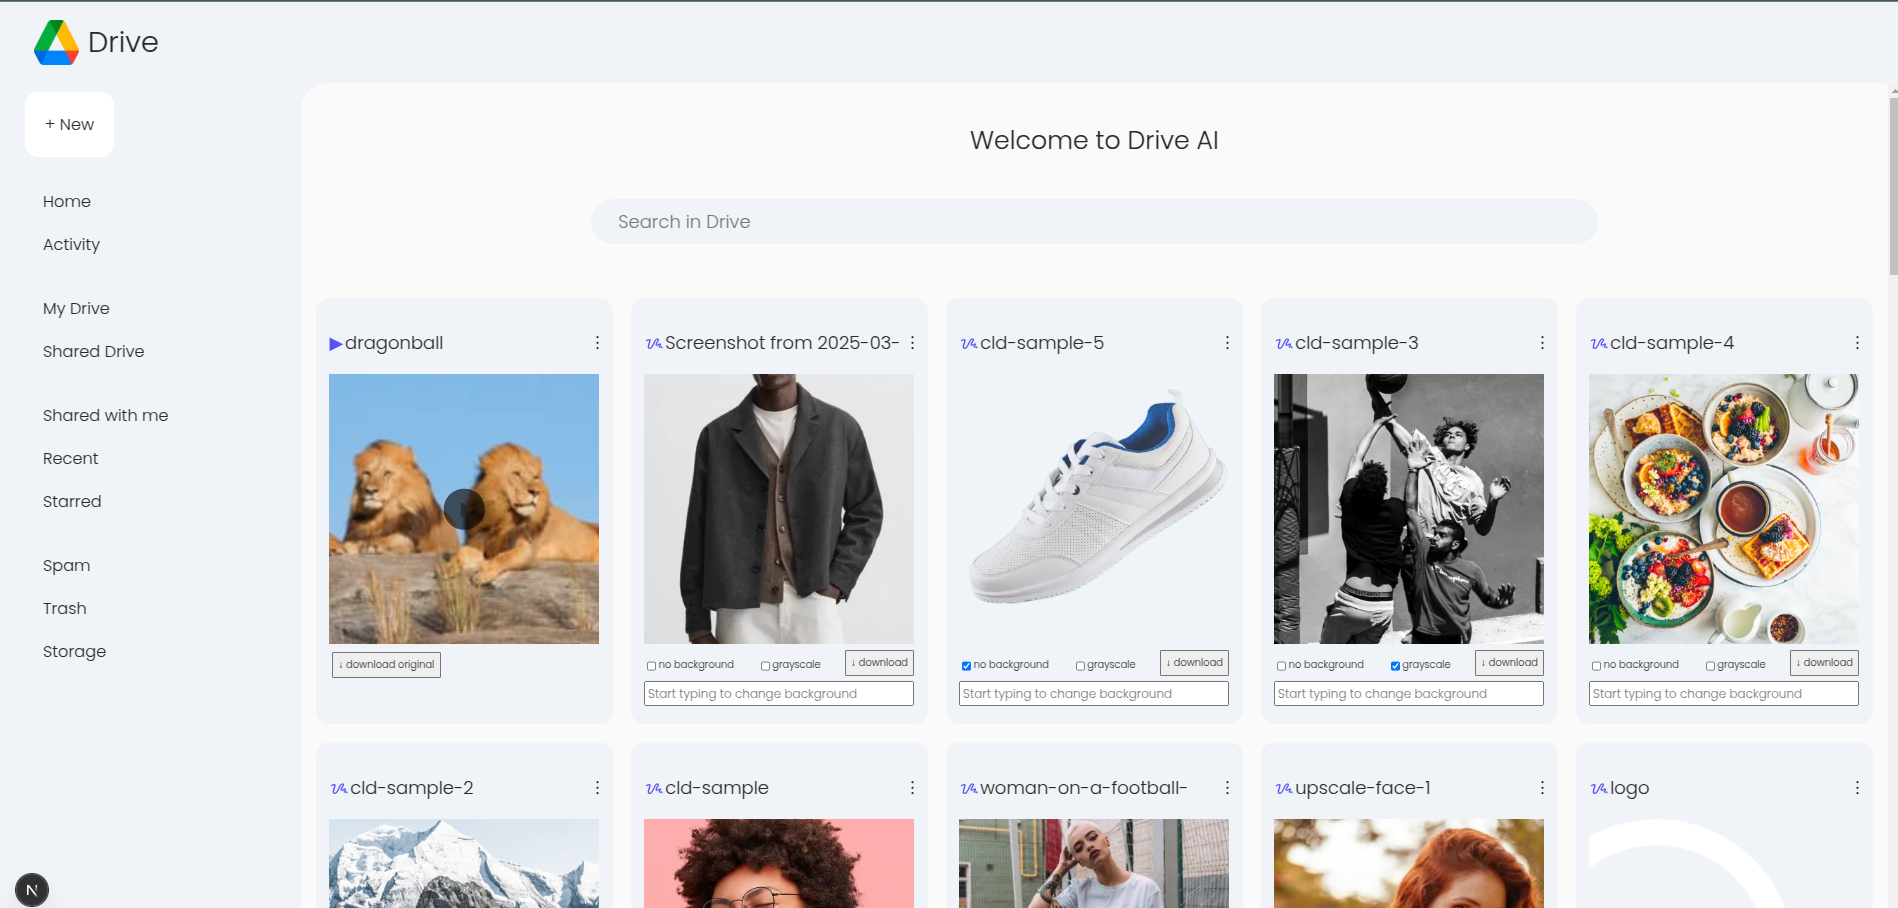 Drive
+ New
Home
Activity
My Drive
Shared Drive
Shared with me
Recent
Starred
Spam
Trash
Storage
N
Welcome to Drive AI
Search in Drive
dragonball
↓ download original
Screenshot from 2025-03-
no background grayscale ↓ download
Start typing to change background
cld-sample-5
no background grayscale ↓ download
Start typing to change background
cld-sample-3
no background grayscale ↓ download
Start typing to change background
cld-sample-4
no background grayscale ↓ download
Start typing to change background
cld-sample-2
cld-sample
woman-on-a-football-
upscale-face-1
logo